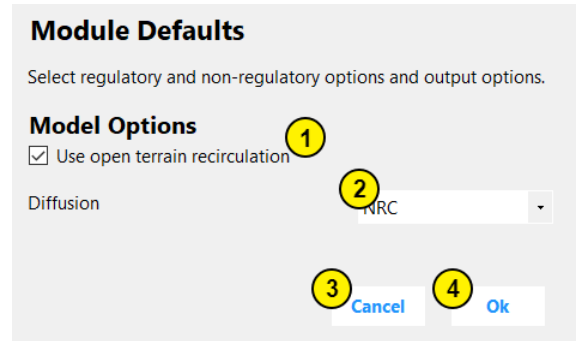 Module Defaults
Select regulatory and non-regulatory options and output options.
Model Options
1
Use open terrain recirculation
Diffusion
2
NRC
3
Cancel
4
Ok